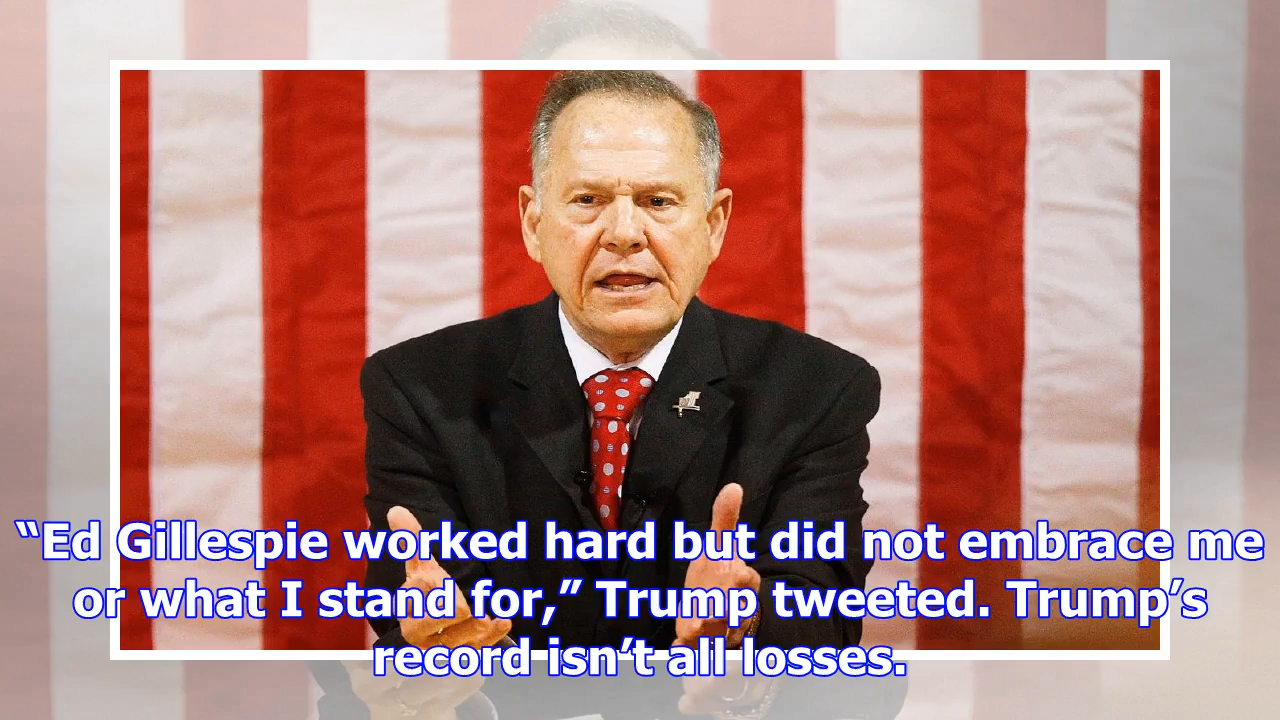 “Ed Gillespie worked hard but did not embrace me
or what I stand for,” Trump tweeted. Trump’s
record isn’t all losses.